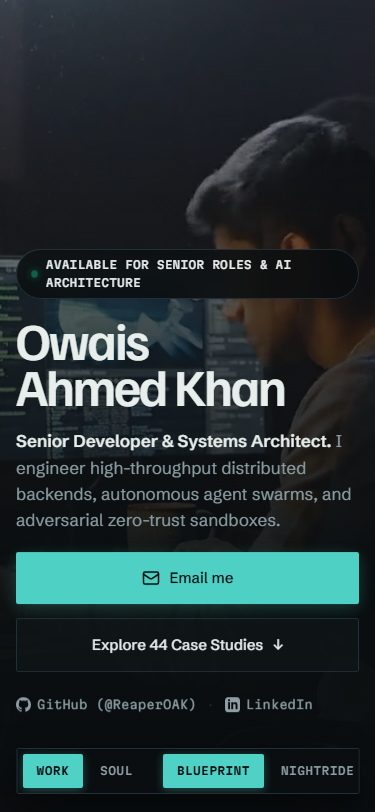 AVAILABLE FOR SENIOR ROLES & AI
ARCHITECTURE
Owais
Ahmed Khan
Senior Developer & Systems Architect. I
engineer high-throughput distributed
backends, autonomous agent swarms, and
adversarial zero-trust sandboxes.
Email me
Explore 44 Case Studies ↓
GitHub (@ReaperOAK) · LinkedIn
WORK SOUL BLUEPRINT NIGHTRIDE